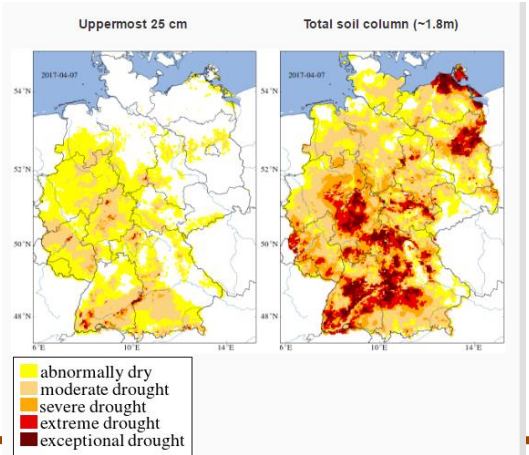 Uppermost 25 cm
Total soil column (~1.8m)
2017-04-07
2017-04-07
54°N
54°N
52°N
52°N
50°N
50°N
48°N
48°N
6°E
10°E
14°E
6°E
10°E
14°E
abnormally dry
moderate drought
severe drought
extreme drought
exceptional drought